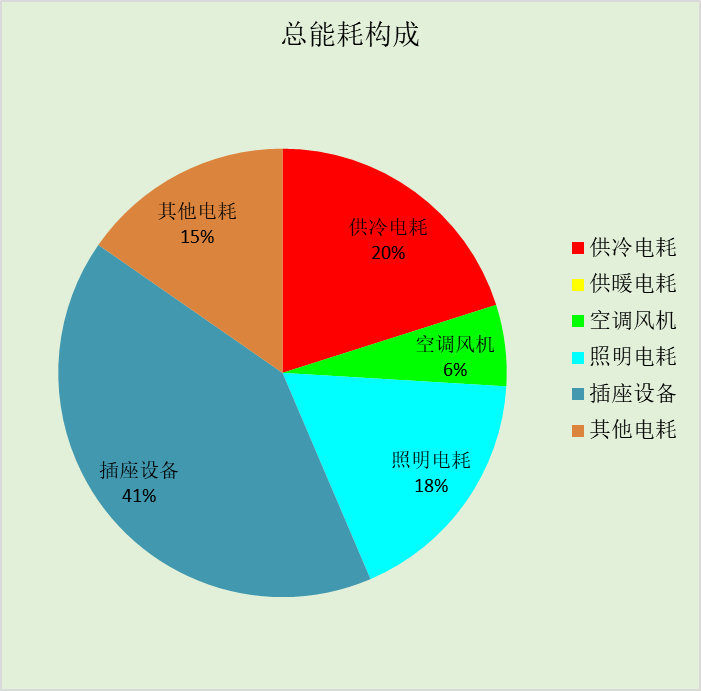 总能耗构成
其他电耗
15%
供冷电耗
20%
空调风机
6%
照明电耗
18%
插座设备
41%
供冷电耗
供暖电耗
空调风机
照明电耗
插座设备
其他电耗